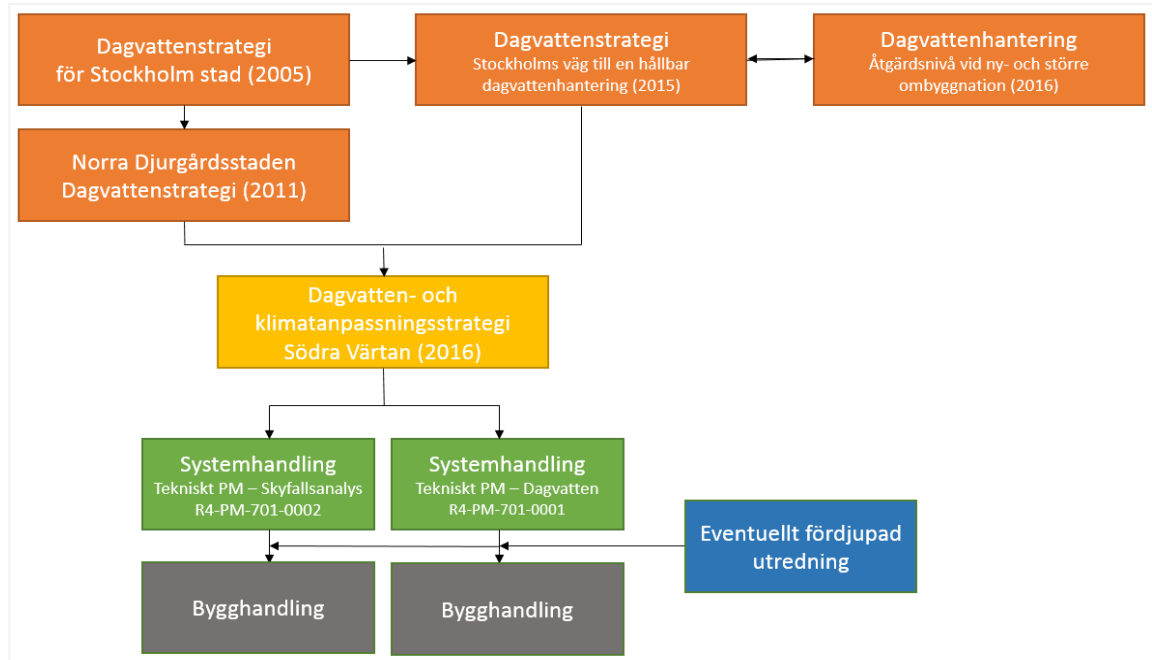 Dagvattenstrategi
för Stockholm stad (2005)
Dagvattenstrategi
Stockholms väg till en hållbar
dagvattenhantering (2015)
Dagvattenhantering
Åtgärdsnivå vid ny- och större
ombyggnation (2016)
Norra Djurgårdsstaden
Dagvattenstrategi (2011)
Dagvatten- och
klimatanpassningsstrategi
Södra Värtan (2016)
Systemhandling
Tekniskt PM – Skyfallsanalys
R4-PM-701-0002
Systemhandling
Tekniskt PM – Dagvatten
R4-PM-701-0001
Eventuellt fördjupad
utredning
Bygghandling
Bygghandling